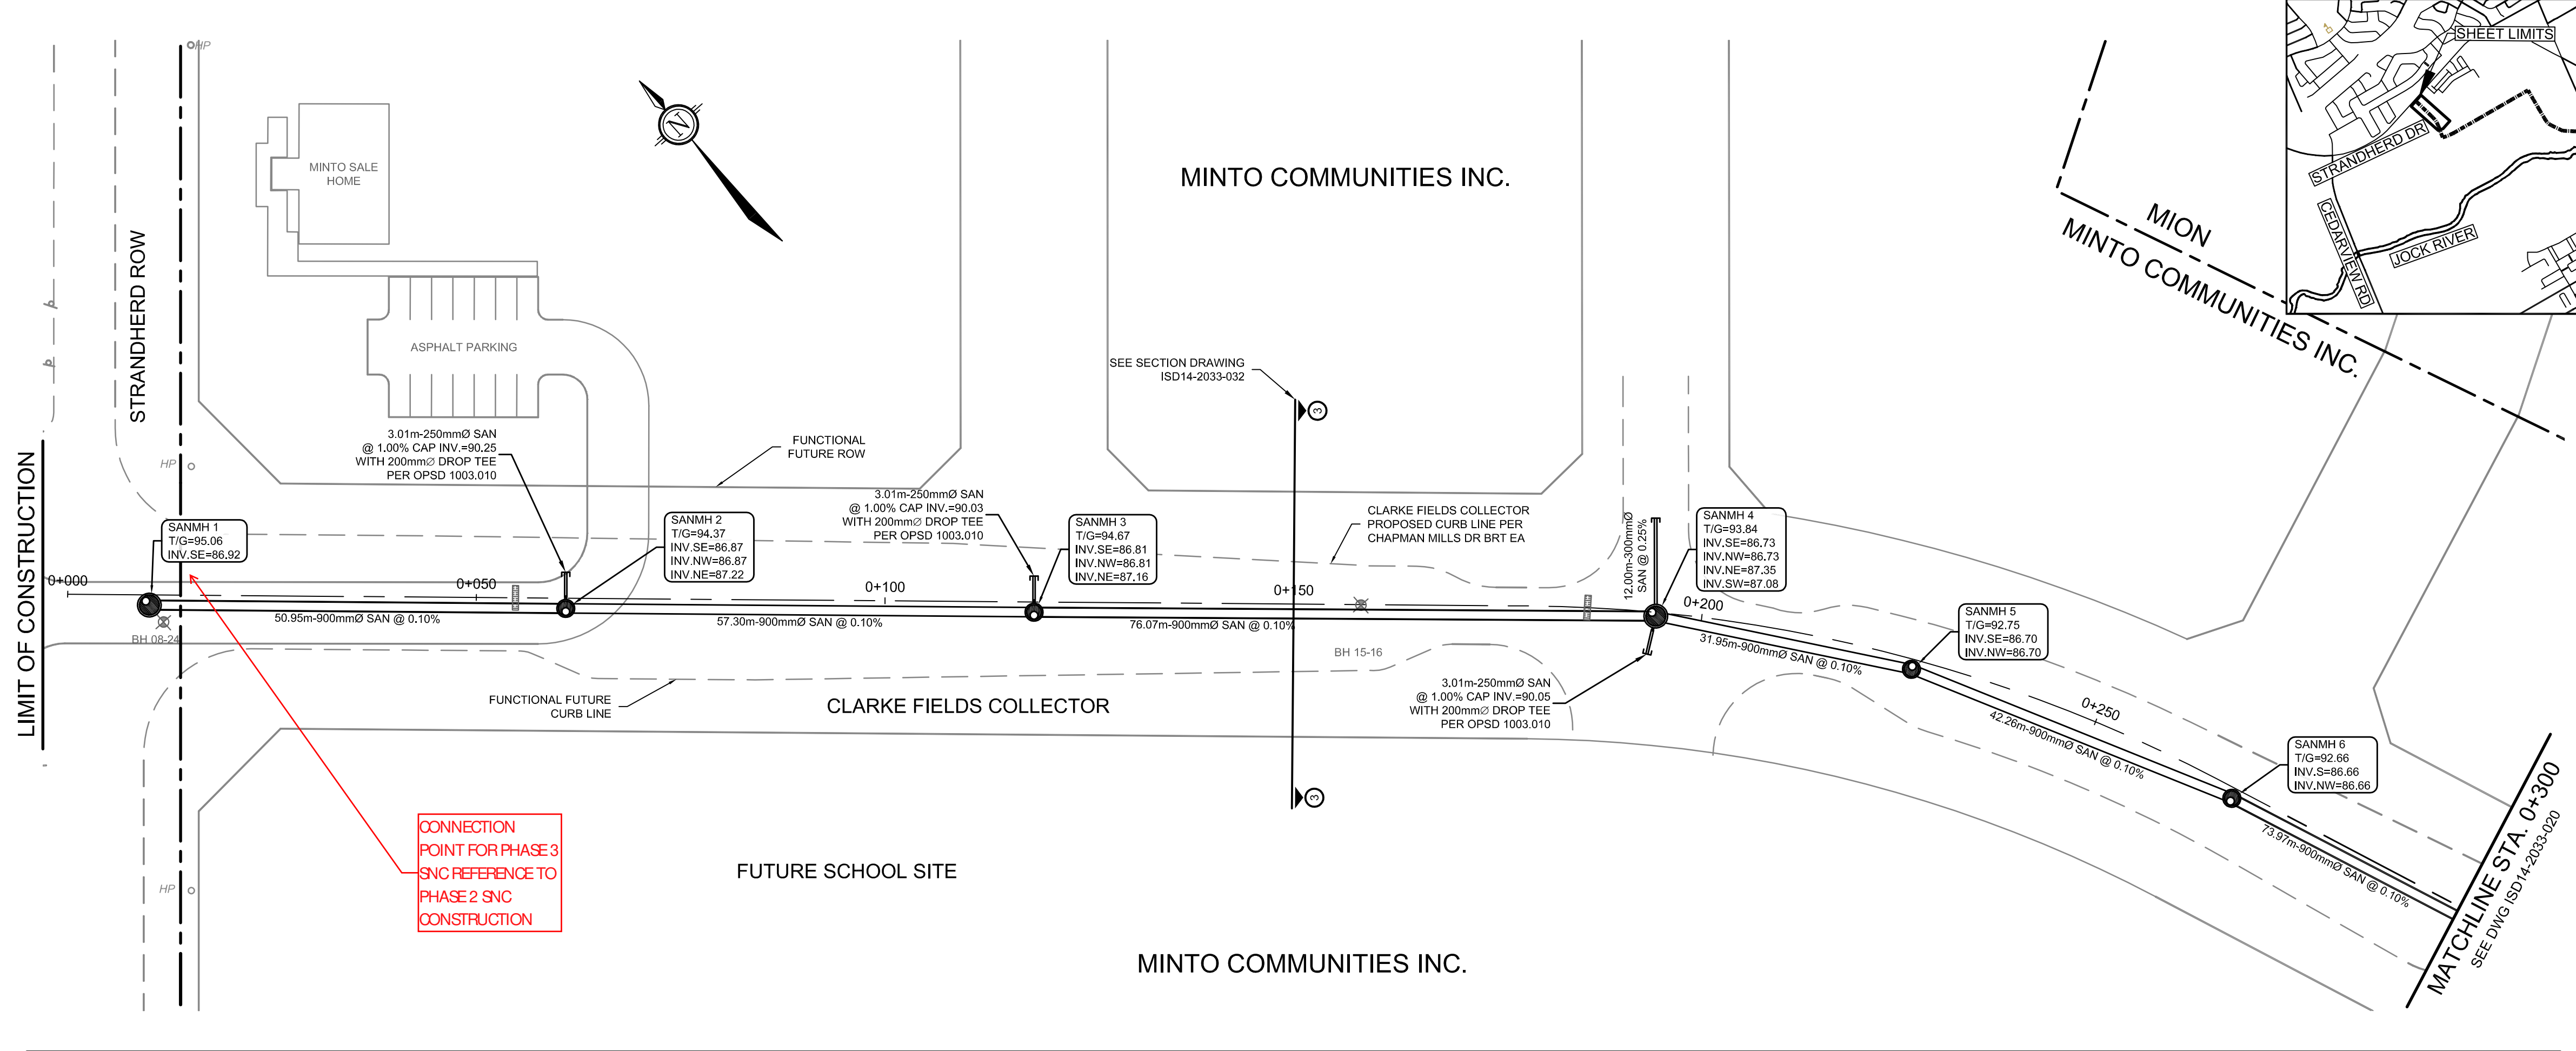 HP
SHEET LIMITS
STRANDHERD DR
CEDARVIEW RD
JOCK RIVER
N
MINTO SALE
HOME
MINTO COMMUNITIES INC.
MION
MINTO COMMUNITIES INC.
STRANDHERD ROW
ASPHALT PARKING
SEE SECTION DRAWING
ISD14-2033-032
3
3.01m-250mmØ SAN
@ 1.00% CAP INV.=90.25
WITH 200mmØ DROP TEE
PER OPSD 1003.010
FUNCTIONAL
FUTURE ROW
HP
LIMIT OF CONSTRUCTION
SANMH 1
T/G=95.06
INV.SE=86.92
SANMH 2
T/G=94.37
INV.SE=86.87
INV.NW=86.87
INV.NE=87.22
3.01m-250mmØ SAN
@ 1.00% CAP INV.=90.03
WITH 200mmØ DROP TEE
PER OPSD 1003.010
SANMH 3
T/G=94.67
INV.SE=86.81
INV.NW=86.81
INV.NE=87.16
CLARKE FIELDS COLLECTOR
PROPOSED CURB LINE PER
CHAPMAN MILLS DR BRT EA
12.00m-300mmØ
SAN @ 0.25%
SANMH 4
T/G=93.84
INV.SE=86.73
INV.NW=86.73
INV.NE=87.35
INV.SW=87.08
0+000
0+050
0+100
0+150
0+200
SANMH 5
T/G=92.75
INV.SE=86.70
INV.NW=86.70
50.95m-900mmØ SAN @ 0.10%
57.30m-900mmØ SAN @ 0.10%
76.07m-900mmØ SAN @ 0.10%
31.95m-900mmØ SAN @ 0.10%
BH 08-24
BH 15-16
FUNCTIONAL FUTURE
CURB LINE
CLARKE FIELDS COLLECTOR
3.01m-250mmØ SAN
@ 1.00% CAP INV.=90.05
WITH 200mmØ DROP TEE
PER OPSD 1003.010
0+250
42.26m-900mmØ SAN @ 0.10%
SANMH 6
T/G=92.66
INV.S=86.66
INV.NW=86.66
3
73.97m-900mmØ SAN @ 0.10%
MATCHLINE STA. 0+300
SEE DWG ISD14-2033-020
CONNECTION
POINT FOR PHASE 3
SNC REFERENCE TO
PHASE 2 SNC
CONSTRUCTION
HP
FUTURE SCHOOL SITE
MINTO COMMUNITIES INC.